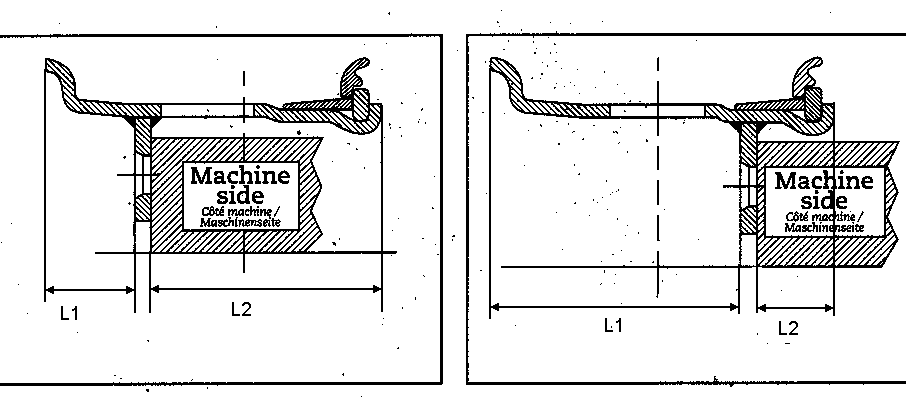 Machine
side
Côté machine /
Maschinenseite
L1
L2
Machine
side
Côté machine /
Maschinenseite
L1
L2